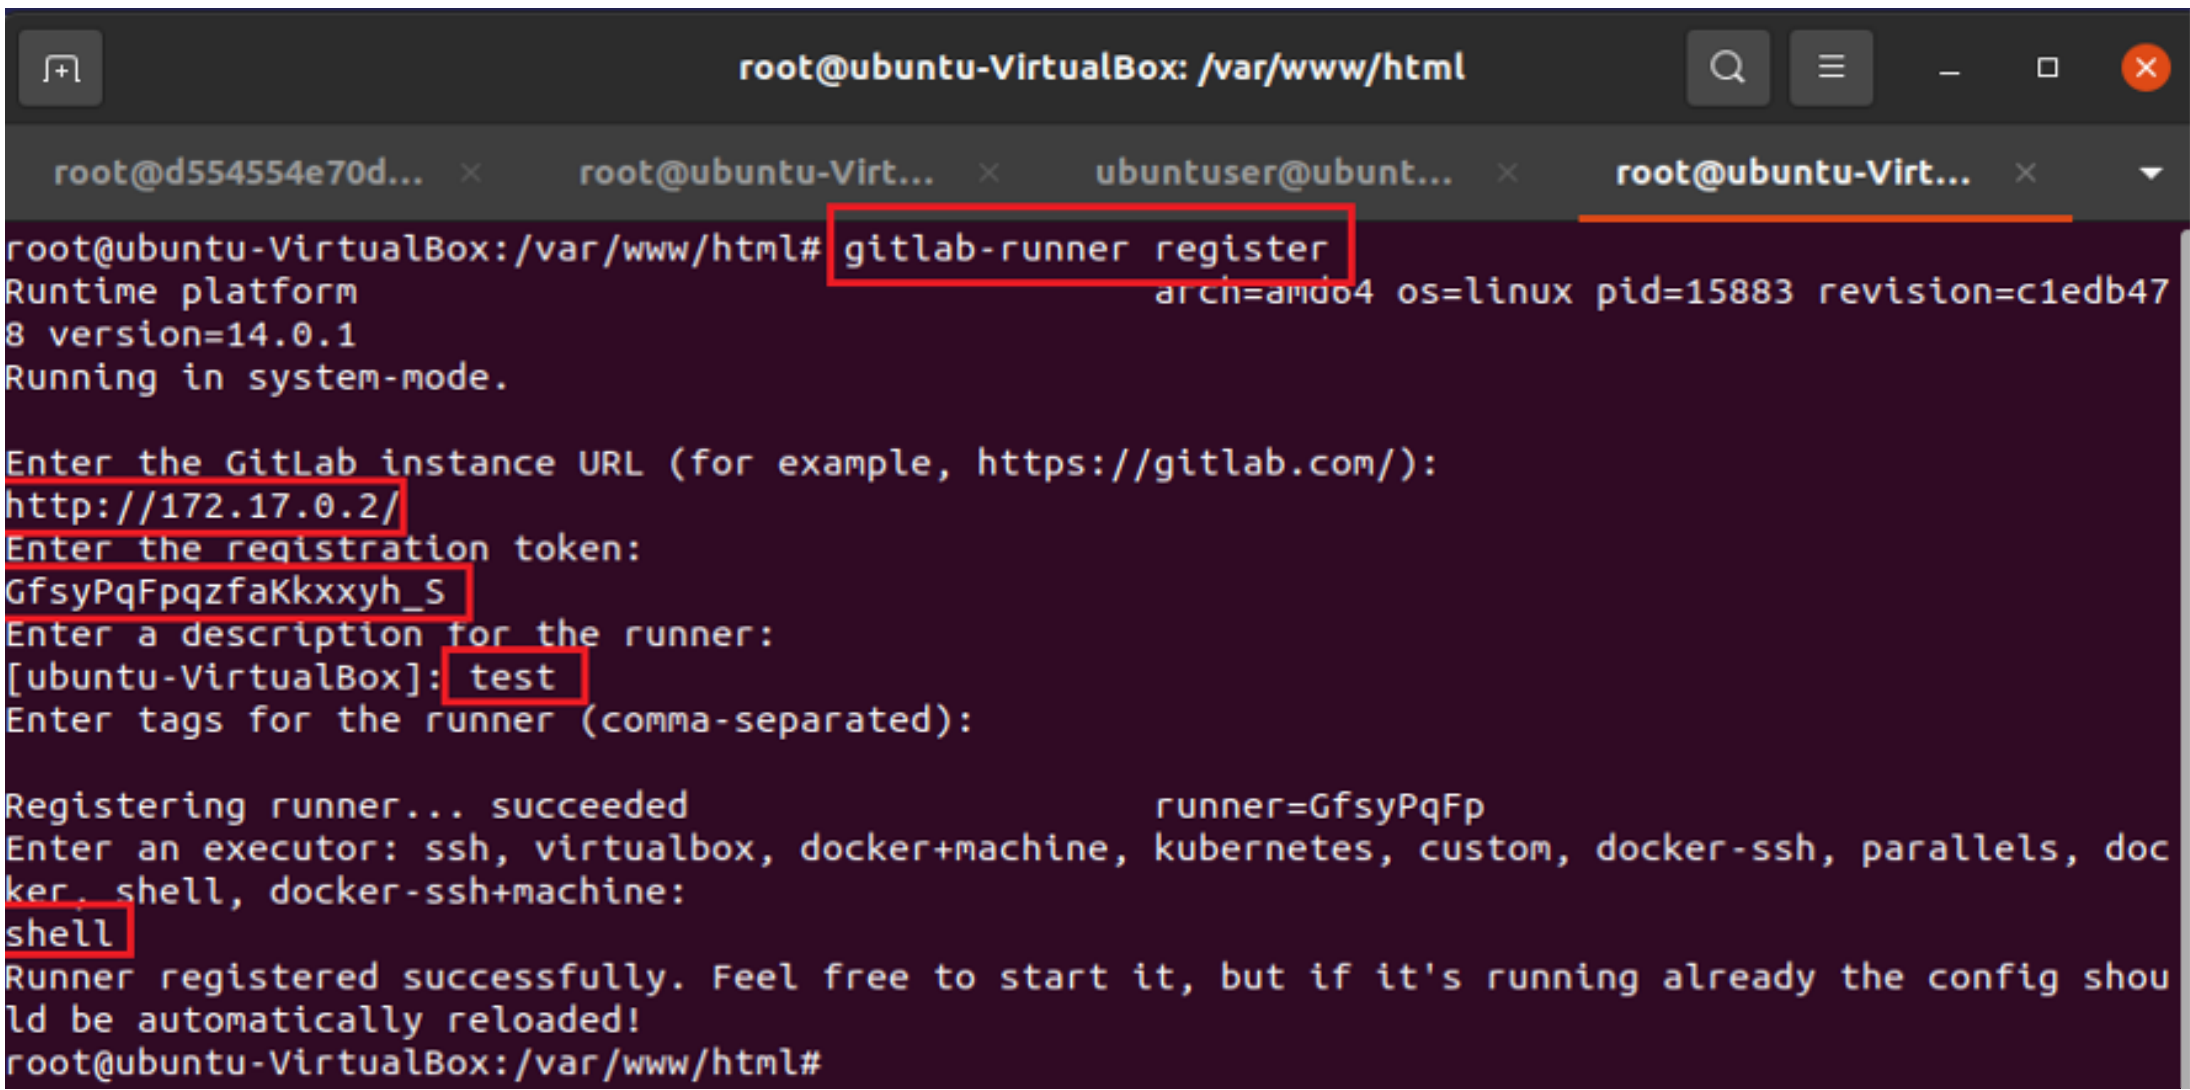 root@ubuntu-VirtualBox: /var/www/html
root@d554554e70d... root@ubuntu-Virt... ubuntuser@ubunt... root@ubuntu-Virt...
root@ubuntu-VirtualBox:/var/www/html# gitlab-runner register
Runtime platform arch=amd64 os=linux pid=15883 revision=c1edb47
8 version=14.0.1
Running in system-mode.
Enter the GitLab instance URL (for example, https://gitlab.com/):
http://172.17.0.2/
Enter the registration token:
GfsyPqFpqzfaKkxxyh_S
Enter a description for the runner:
[ubuntu-VirtualBox]: test
Enter tags for the runner (comma-separated):
Registering runner... succeeded runner=GfsyPqFp
Enter an executor: ssh, virtualbox, docker+machine, kubernetes, custom, docker-ssh, parallels, doc
ker, shell, docker-ssh+machine:
shell
Runner registered successfully. Feel free to start it, but if it's running already the config shou
ld be automatically reloaded!
root@ubuntu-VirtualBox:/var/www/html#